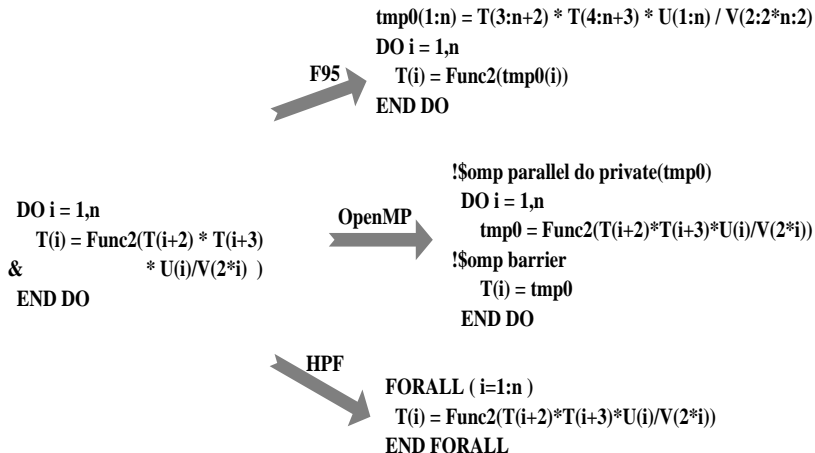 tmp0(1:n) = T(3:n+2) * T(4:n+3) * U(1:n) / V(2:2*n:2)
DO i = 1,n
T(i) = Func2(tmp0(i))
END DO
F95
DO i = 1,n
T(i) = Func2(T(i+2) * T(i+3)
& * U(i)/V(2*i) )
END DO
OpenMP
!$omp parallel do private(tmp0)
DO i = 1,n
tmp0 = Func2(T(i+2)*T(i+3)*U(i)/V(2*i))
!$omp barrier
T(i) = tmp0
END DO
HPF
FORALL ( i=1:n )
T(i) = Func2(T(i+2)*T(i+3)*U(i)/V(2*i))
END FORALL